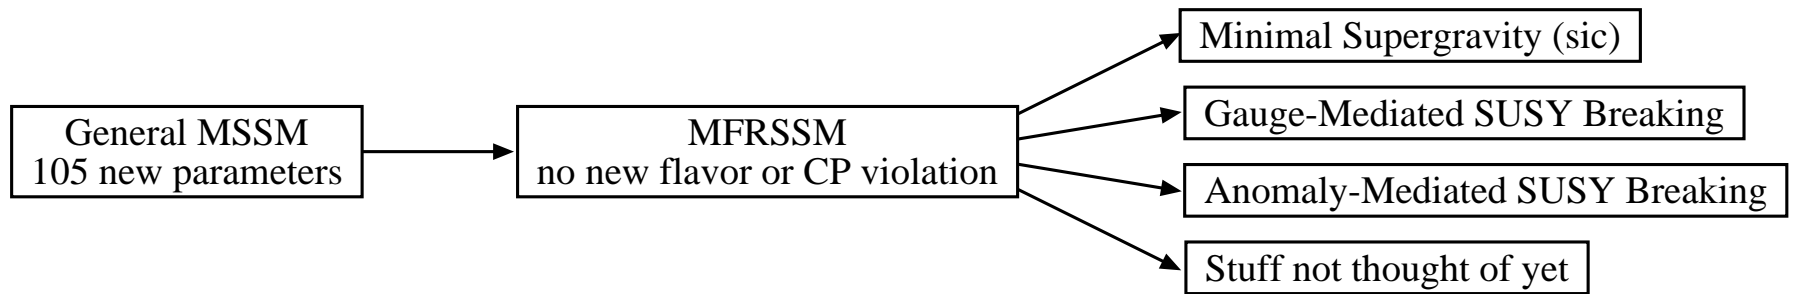 General MSSM
105 new parameters
MFRSSM
no new flavor or CP violation
Minimal Supergravity (sic)
Gauge-Mediated SUSY Breaking
Anomaly-Mediated SUSY Breaking
Stuff not thought of yet